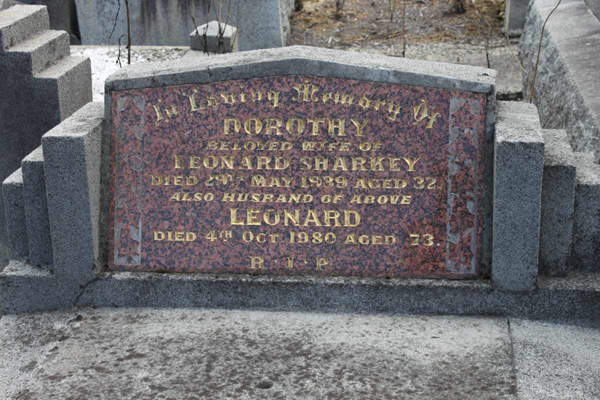 In Loving Memory Of
DOROTHY
BELOVED WIFE OF
LEONARD SHARKEY
DIED MAY 1939 AGED 32
ALSO HUSBAND OF ABOVE
LEONARD
DIED 4TH OCT 1980 AGED 73.
R·I·P